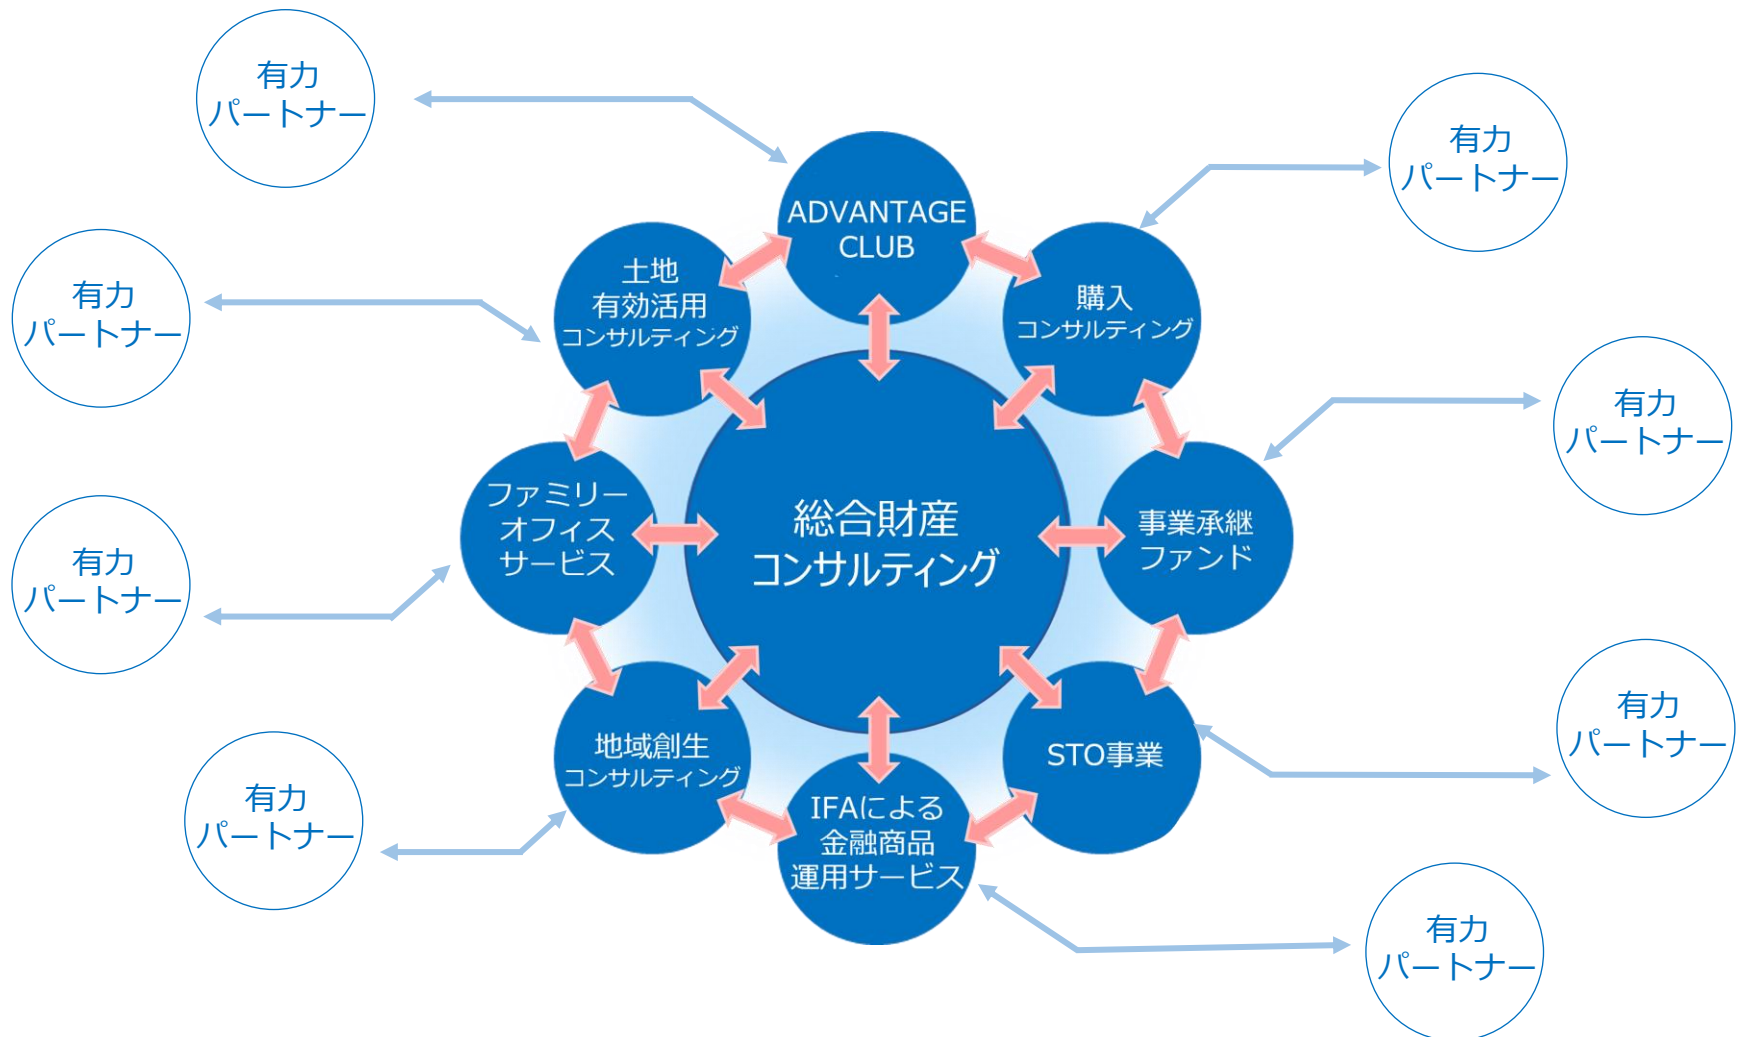 有力
パートナー
有力
パートナー
ADVANTAGE
CLUB
土地
有効活用
コンサルティング
購入
コンサルティング
有力
パートナー
有力
パートナー
ファミリー
オフィス
サービス
総合財産
コンサルティング
事業承継
ファンド
有力
パートナー
有力
パートナー
地域創生
コンサルティング
STO事業
有力
パートナー
IFAによる
金融商品
運用サービス
有力
パートナー